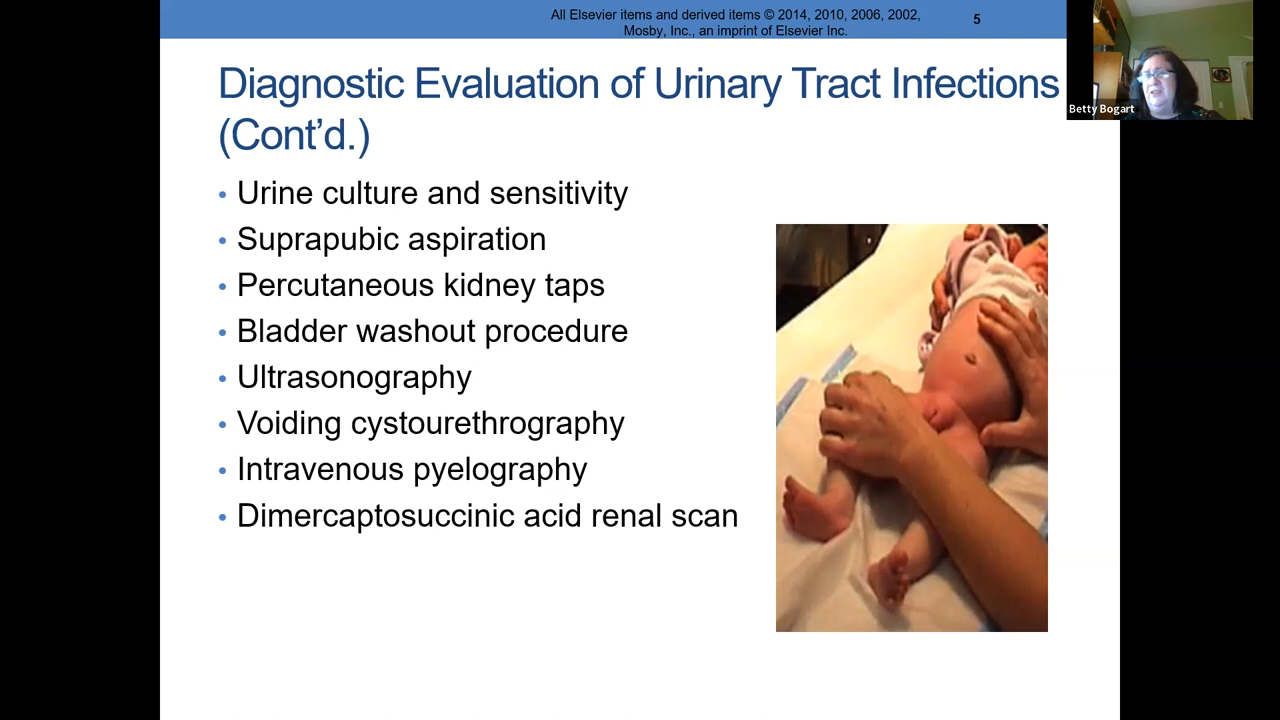 All Elsevier items and derived items © 2014, 2010, 2006, 2002,
Mosby, Inc., an imprint of Elsevier Inc.
5
Betty Bogart
Diagnostic Evaluation of Urinary Tract Infections
(Cont’d.)
• Urine culture and sensitivity
• Suprapubic aspiration
• Percutaneous kidney taps
• Bladder washout procedure
• Ultrasonography
• Voiding cystourethrography
• Intravenous pyelography
• Dimercaptosuccinic acid renal scan